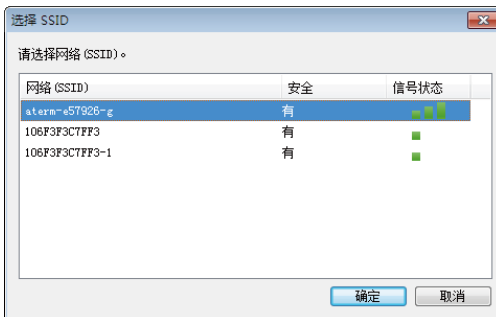 选择 SSID
请选择网络(SSID)。
网络(SSID) 安全 信号状态
aterm-e57926-g 有
106F3F3C7FF3 有
106F3F3C7FF3-1 有
确定 取消